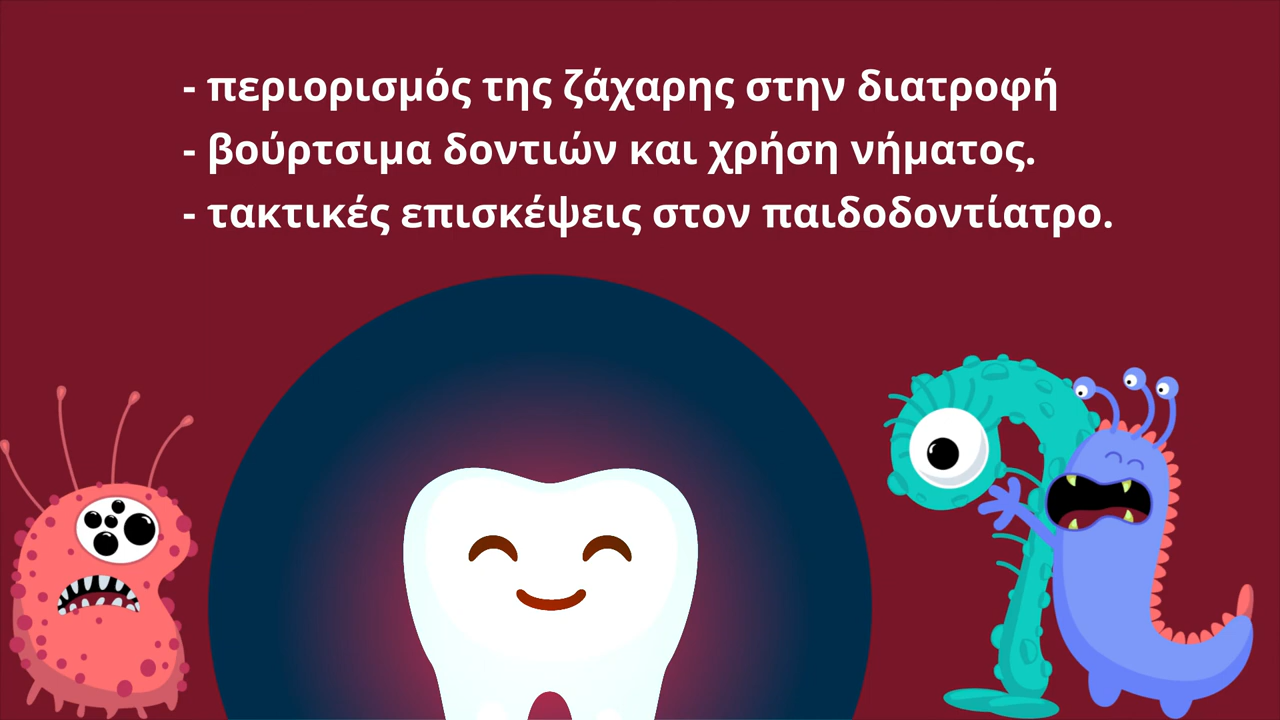 - περιορισμός της ζάχαρης στην διατροφή
- βούρτσιμα δοντιών και χρήση νήματος.
- τακτικές επισκέψεις στον παιδοδοντίατρο.